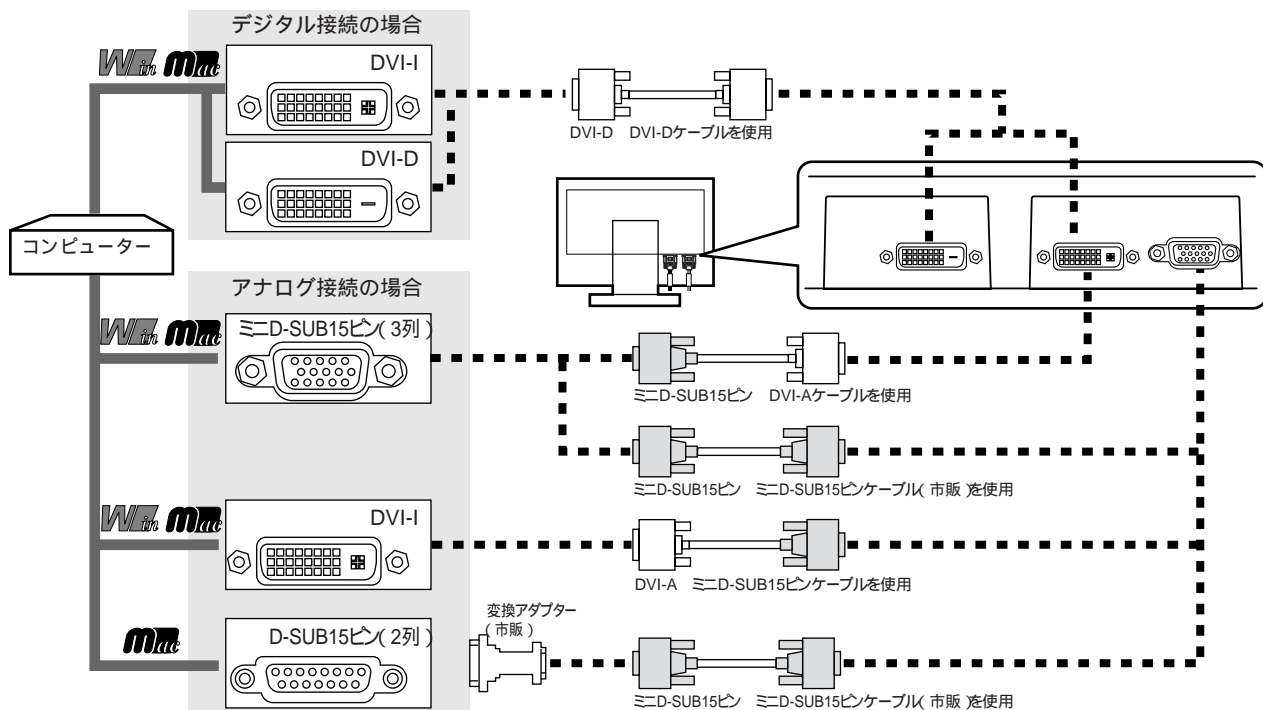 デジタル接続の場合
Win Mac
DVI-I
DVI-D
DVI-D DVI-Dケーブルを使用
コンピューター
アナログ接続の場合
Win Mac
ミニD-SUB15ピン(3列)
ミニD-SUB15ピン DVI-Aケーブルを使用
ミニD-SUB15ピン ミニD-SUB15ピンケーブル(市販)を使用
Win Mac
DVI-I
DVI-A ミニD-SUB15ピンケーブルを使用
Mac
D-SUB15ピン(2列)
変換アダプター
(市販)
ミニD-SUB15ピン ミニD-SUB15ピンケーブル(市販)を使用